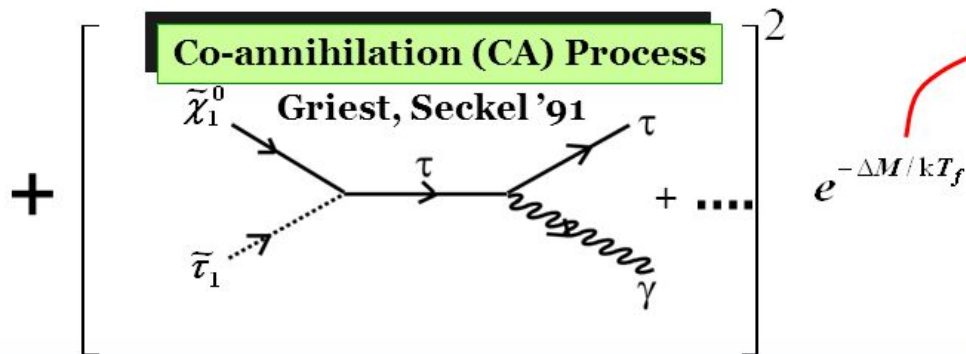 Co-annihilation (CA) Process
Griest, Seckel ’91
+ [ χ̃₁⁰ τ̃₁ τ τ γ + .... ]² e^{-ΔM/kT_f}